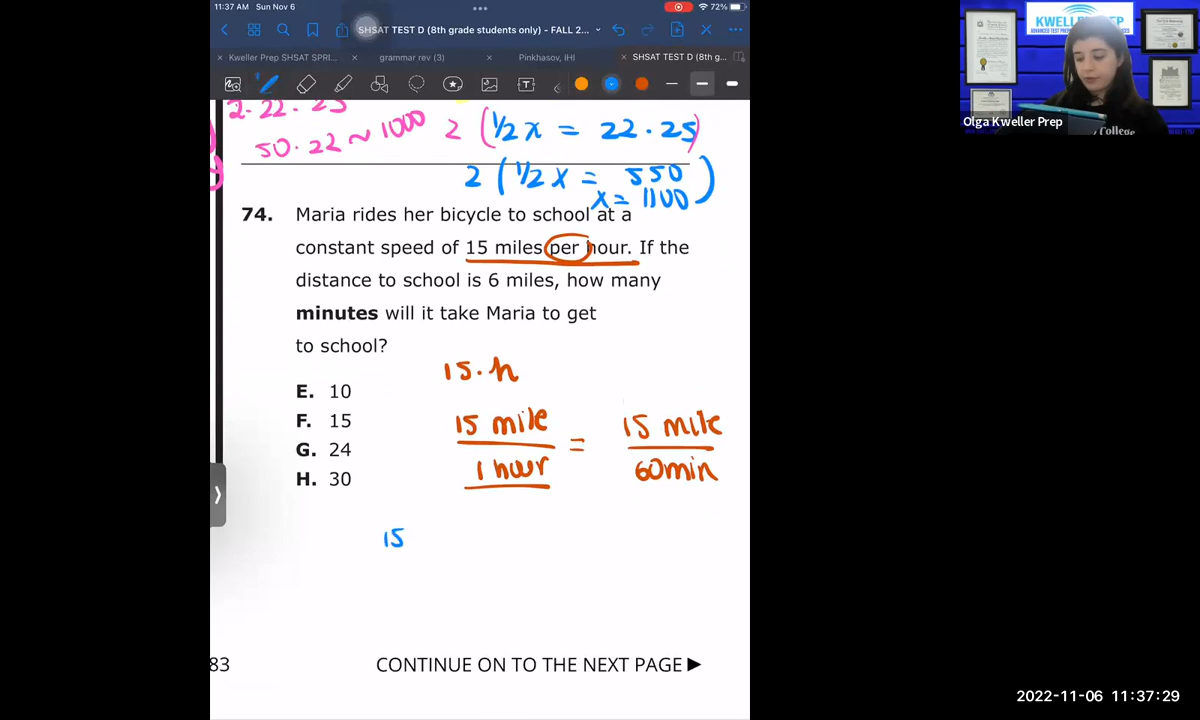 11:37 AM Sun Nov 6
72%
SHSAT TEST D (8th grade students only) - FALL 2...
Kweller Prep SHSAT SPRI...
grammar rev (3)
Pinkhasov, IHI
SHSAT TEST D (8th g...
2.22.25
50.22 ~ 1000
2 (1/2x = 22.25)
2 (1/2x = 550
x = 1100)
74. Maria rides her bicycle to school at a
constant speed of 15 miles per hour. If the
distance to school is 6 miles, how many
minutes will it take Maria to get
to school?
15.h
E. 10
F. 15
G. 24
H. 30
15 mile / 1 hour = 15 mile / 60min
15
83
CONTINUE ON TO THE NEXT PAGE ►
KWELLER PREP
Olga Kweller Prep
College
2022-11-06 11:37:29